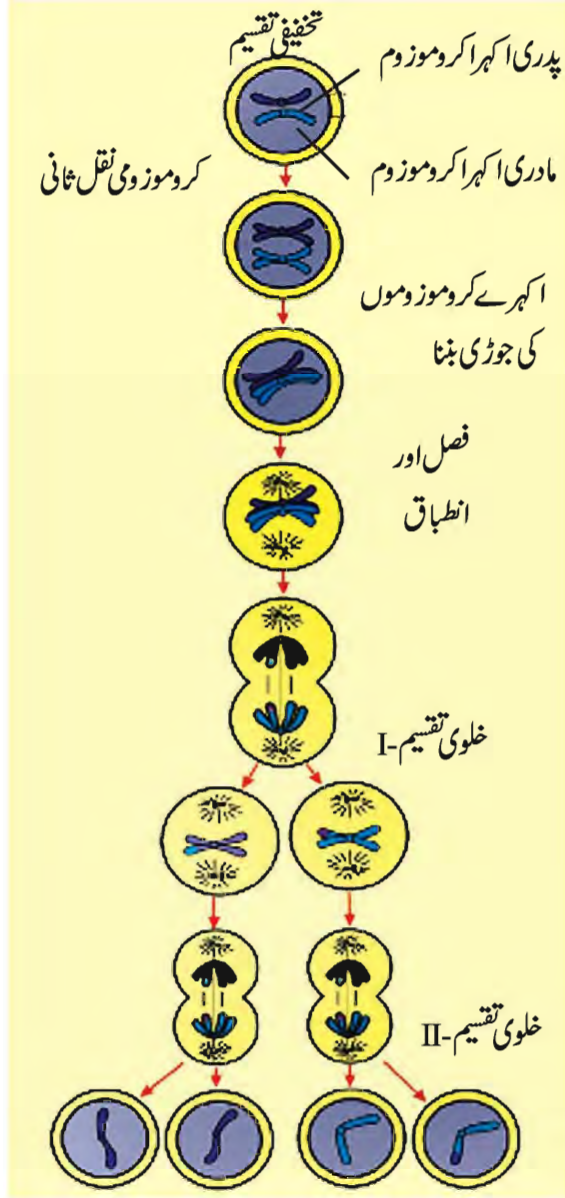 تخفیفی تقسیم
پدری اکہرا کروموزوم
مادری اکہرا کروموزوم
کروموزومی نقل ثانی
اکہرے کروموزوموں
کی جوڑی بننا
فصل اور
انطباق
خلوی تقسیم-I
خلوی تقسیم-II